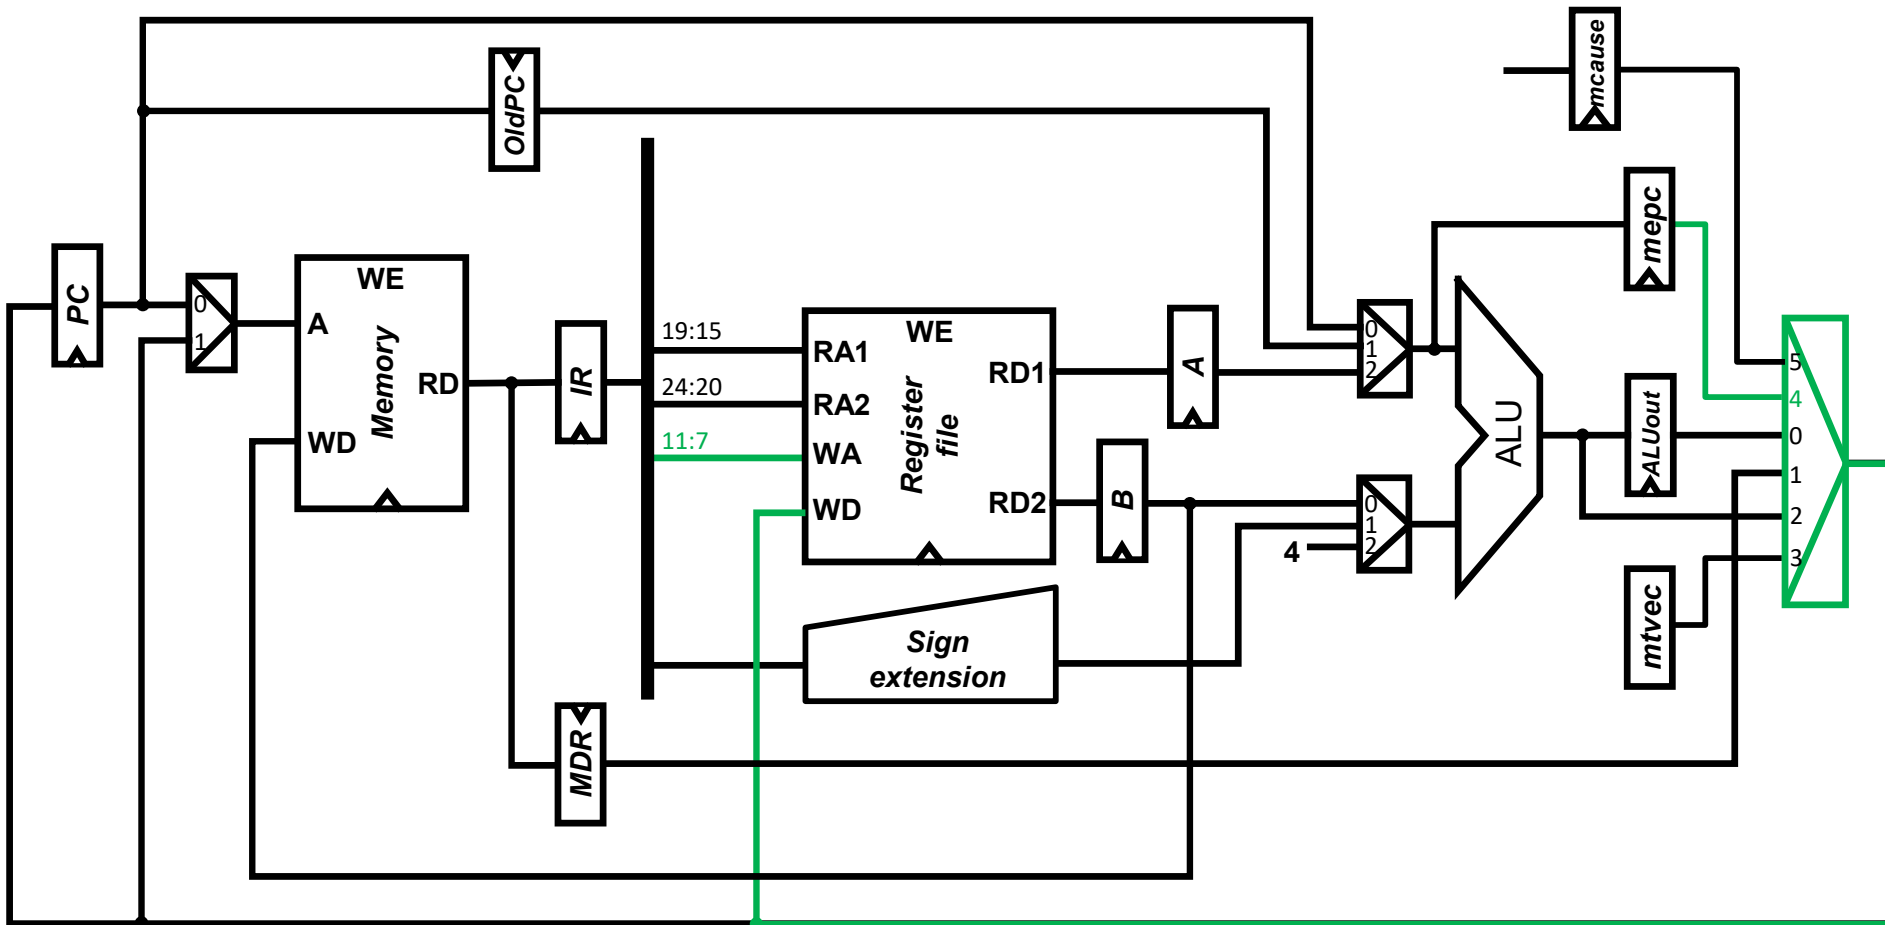 mcause
OldPC
mepc
PC
0
1
WE
A
Memory
RD
WD
IR
19:15
24:20
11:7
WE
RA1
RA2
WA
WD
Register
file
RD1
RD2
A
B
0
1
2
0
1
2
4
ALU
ALUout
mtvec
5
4
0
1
2
3
Sign
extension
MDR